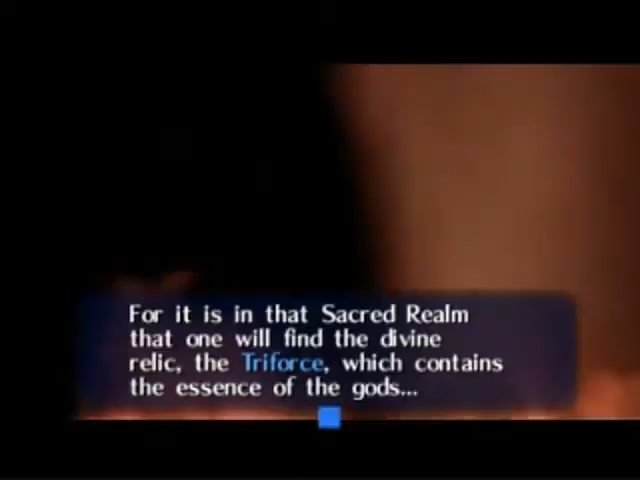 For it is in that Sacred Realm
that one will find the divine
relic, the Triforce, which contains
the essence of the gods...